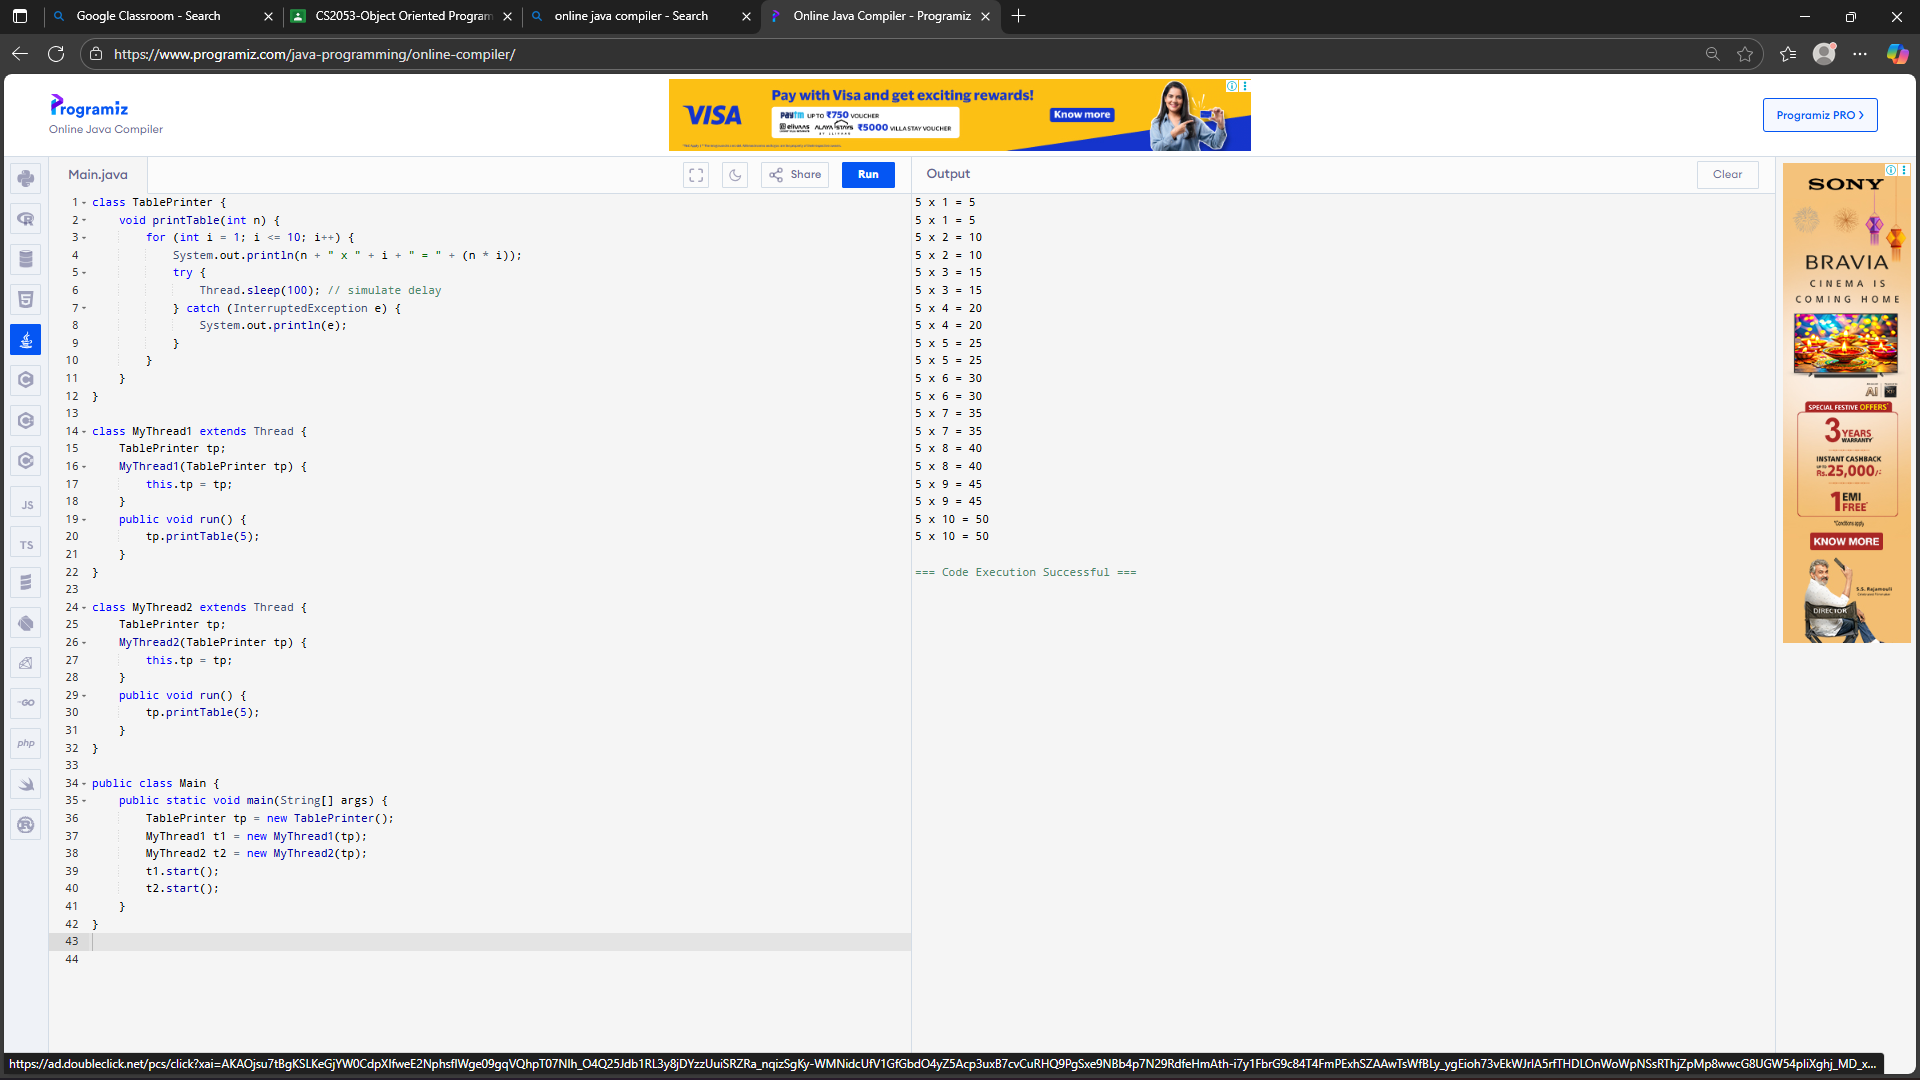 Google Classroom - Search
CS2053-Object Oriented Program
online java compiler - Search
Online Java Compiler - Programiz
https://www.programiz.com/java-programming/online-compiler/
Programiz
Online Java Compiler
VISA
Pay with Visa and get exciting rewards!
Paytm UP TO ₹750 VOUCHER
₹5000 VILLA STAY VOUCHER
Know more
Programiz PRO >
Main.java
Share
Run
Output
Clear
1 class TablePrinter {
2 void printTable(int n) {
3 for (int i = 1; i <= 10; i++) {
4 System.out.println(n + " x " + i + " = " + (n * i));
5 try {
6 Thread.sleep(100); // simulate delay
7 } catch (InterruptedException e) {
8 System.out.println(e);
9 }
10 }
11 }
12 }
13
14 class MyThread1 extends Thread {
15 TablePrinter tp;
16 MyThread1(TablePrinter tp) {
17 this.tp = tp;
18 }
19 public void run() {
20 tp.printTable(5);
21 }
22 }
23
24 class MyThread2 extends Thread {
25 TablePrinter tp;
26 MyThread2(TablePrinter tp) {
27 this.tp = tp;
28 }
29 public void run() {
30 tp.printTable(5);
31 }
32 }
33
34 public class Main {
35 public static void main(String[] args) {
36 TablePrinter tp = new TablePrinter();
37 MyThread1 t1 = new MyThread1(tp);
38 MyThread2 t2 = new MyThread2(tp);
39 t1.start();
40 t2.start();
41 }
42 }
43
44
5 x 1 = 5
5 x 1 = 5
5 x 2 = 10
5 x 2 = 10
5 x 3 = 15
5 x 3 = 15
5 x 4 = 20
5 x 4 = 20
5 x 5 = 25
5 x 5 = 25
5 x 6 = 30
5 x 6 = 30
5 x 7 = 35
5 x 7 = 35
5 x 8 = 40
5 x 8 = 40
5 x 9 = 45
5 x 9 = 45
5 x 10 = 50
5 x 10 = 50
=== Code Execution Successful ===
JS
TS
GO
php
SONY
BRAVIA
CINEMA IS
COMING HOME
AI
SPECIAL FESTIVE OFFERS*
3 YEARS
WARRANTY
INSTANT CASHBACK
UP TO Rs.25,000/-
1 EMI
FREE*
*Conditions apply.
KNOW MORE
S.S. Rajamouli
DIRECTOR